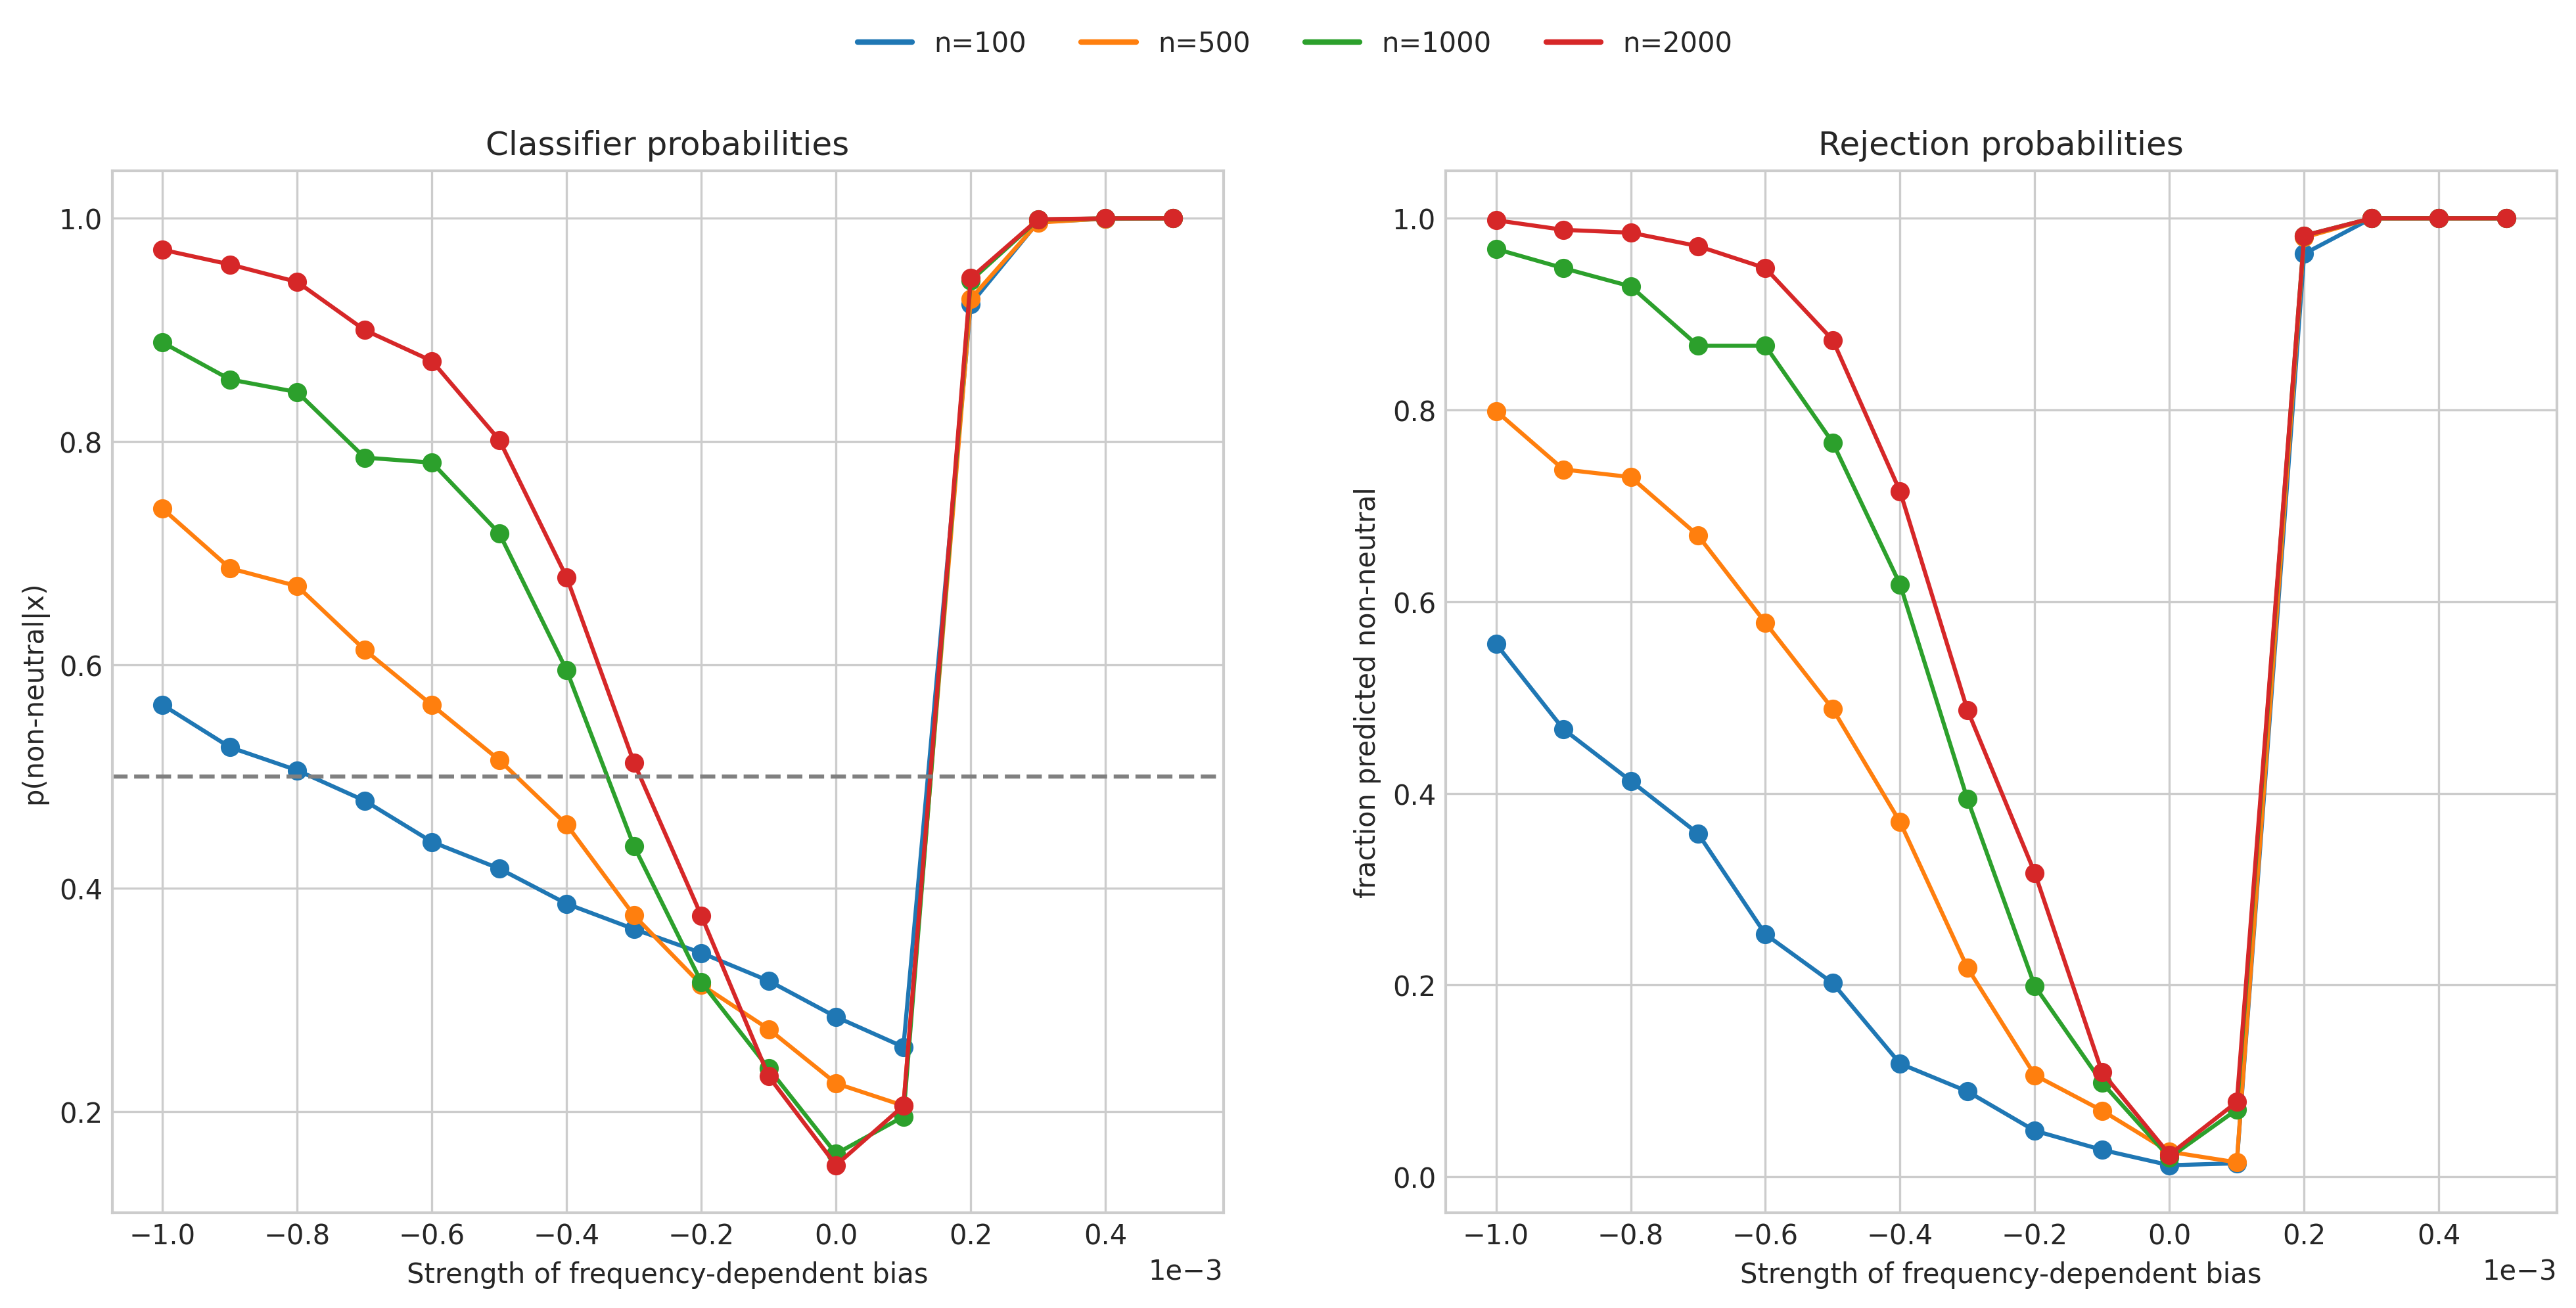 n=100 n=500 n=1000 n=2000
Classifier probabilities
p(non-neutral|x)
1.0
0.8
0.6
0.4
0.2
−1.0 −0.8 −0.6 −0.4 −0.2 0.0 0.2 0.4
1e−3
Strength of frequency-dependent bias
Rejection probabilities
fraction predicted non-neutral
1.0
0.8
0.6
0.4
0.2
0.0
−1.0 −0.8 −0.6 −0.4 −0.2 0.0 0.2 0.4
1e−3
Strength of frequency-dependent bias